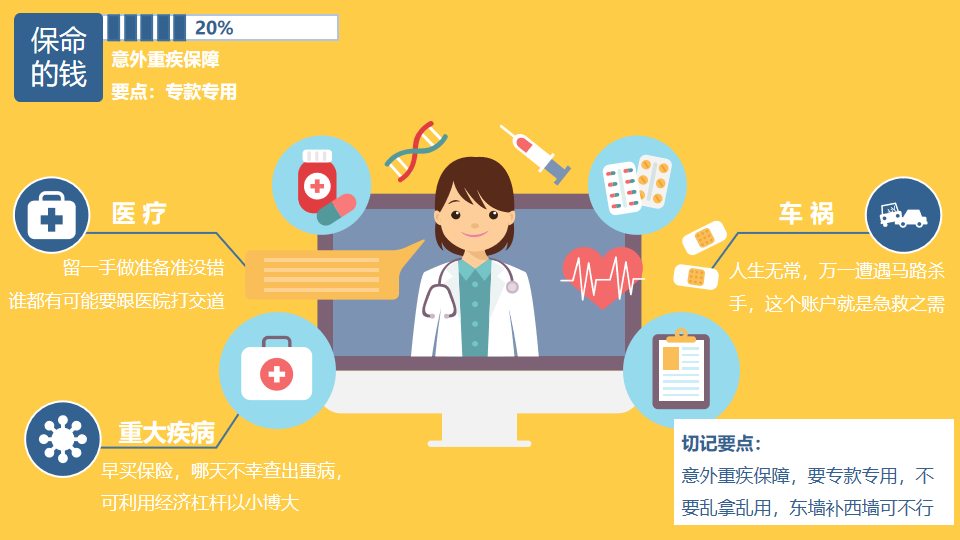 保命
的钱
20%
意外重疾保障
要点：专款专用
医 疗
留一手做准备准没错
谁都有可能要跟医院打交道
车 祸
人生无常，万一遭遇马路杀
手，这个账户就是急救之需
重大疾病
早买保险，哪天不幸查出重病，
可利用经济杠杆以小博大
切记要点：
意外重疾保障，要专款专用，不
要乱拿乱用，东墙补西墙可不行